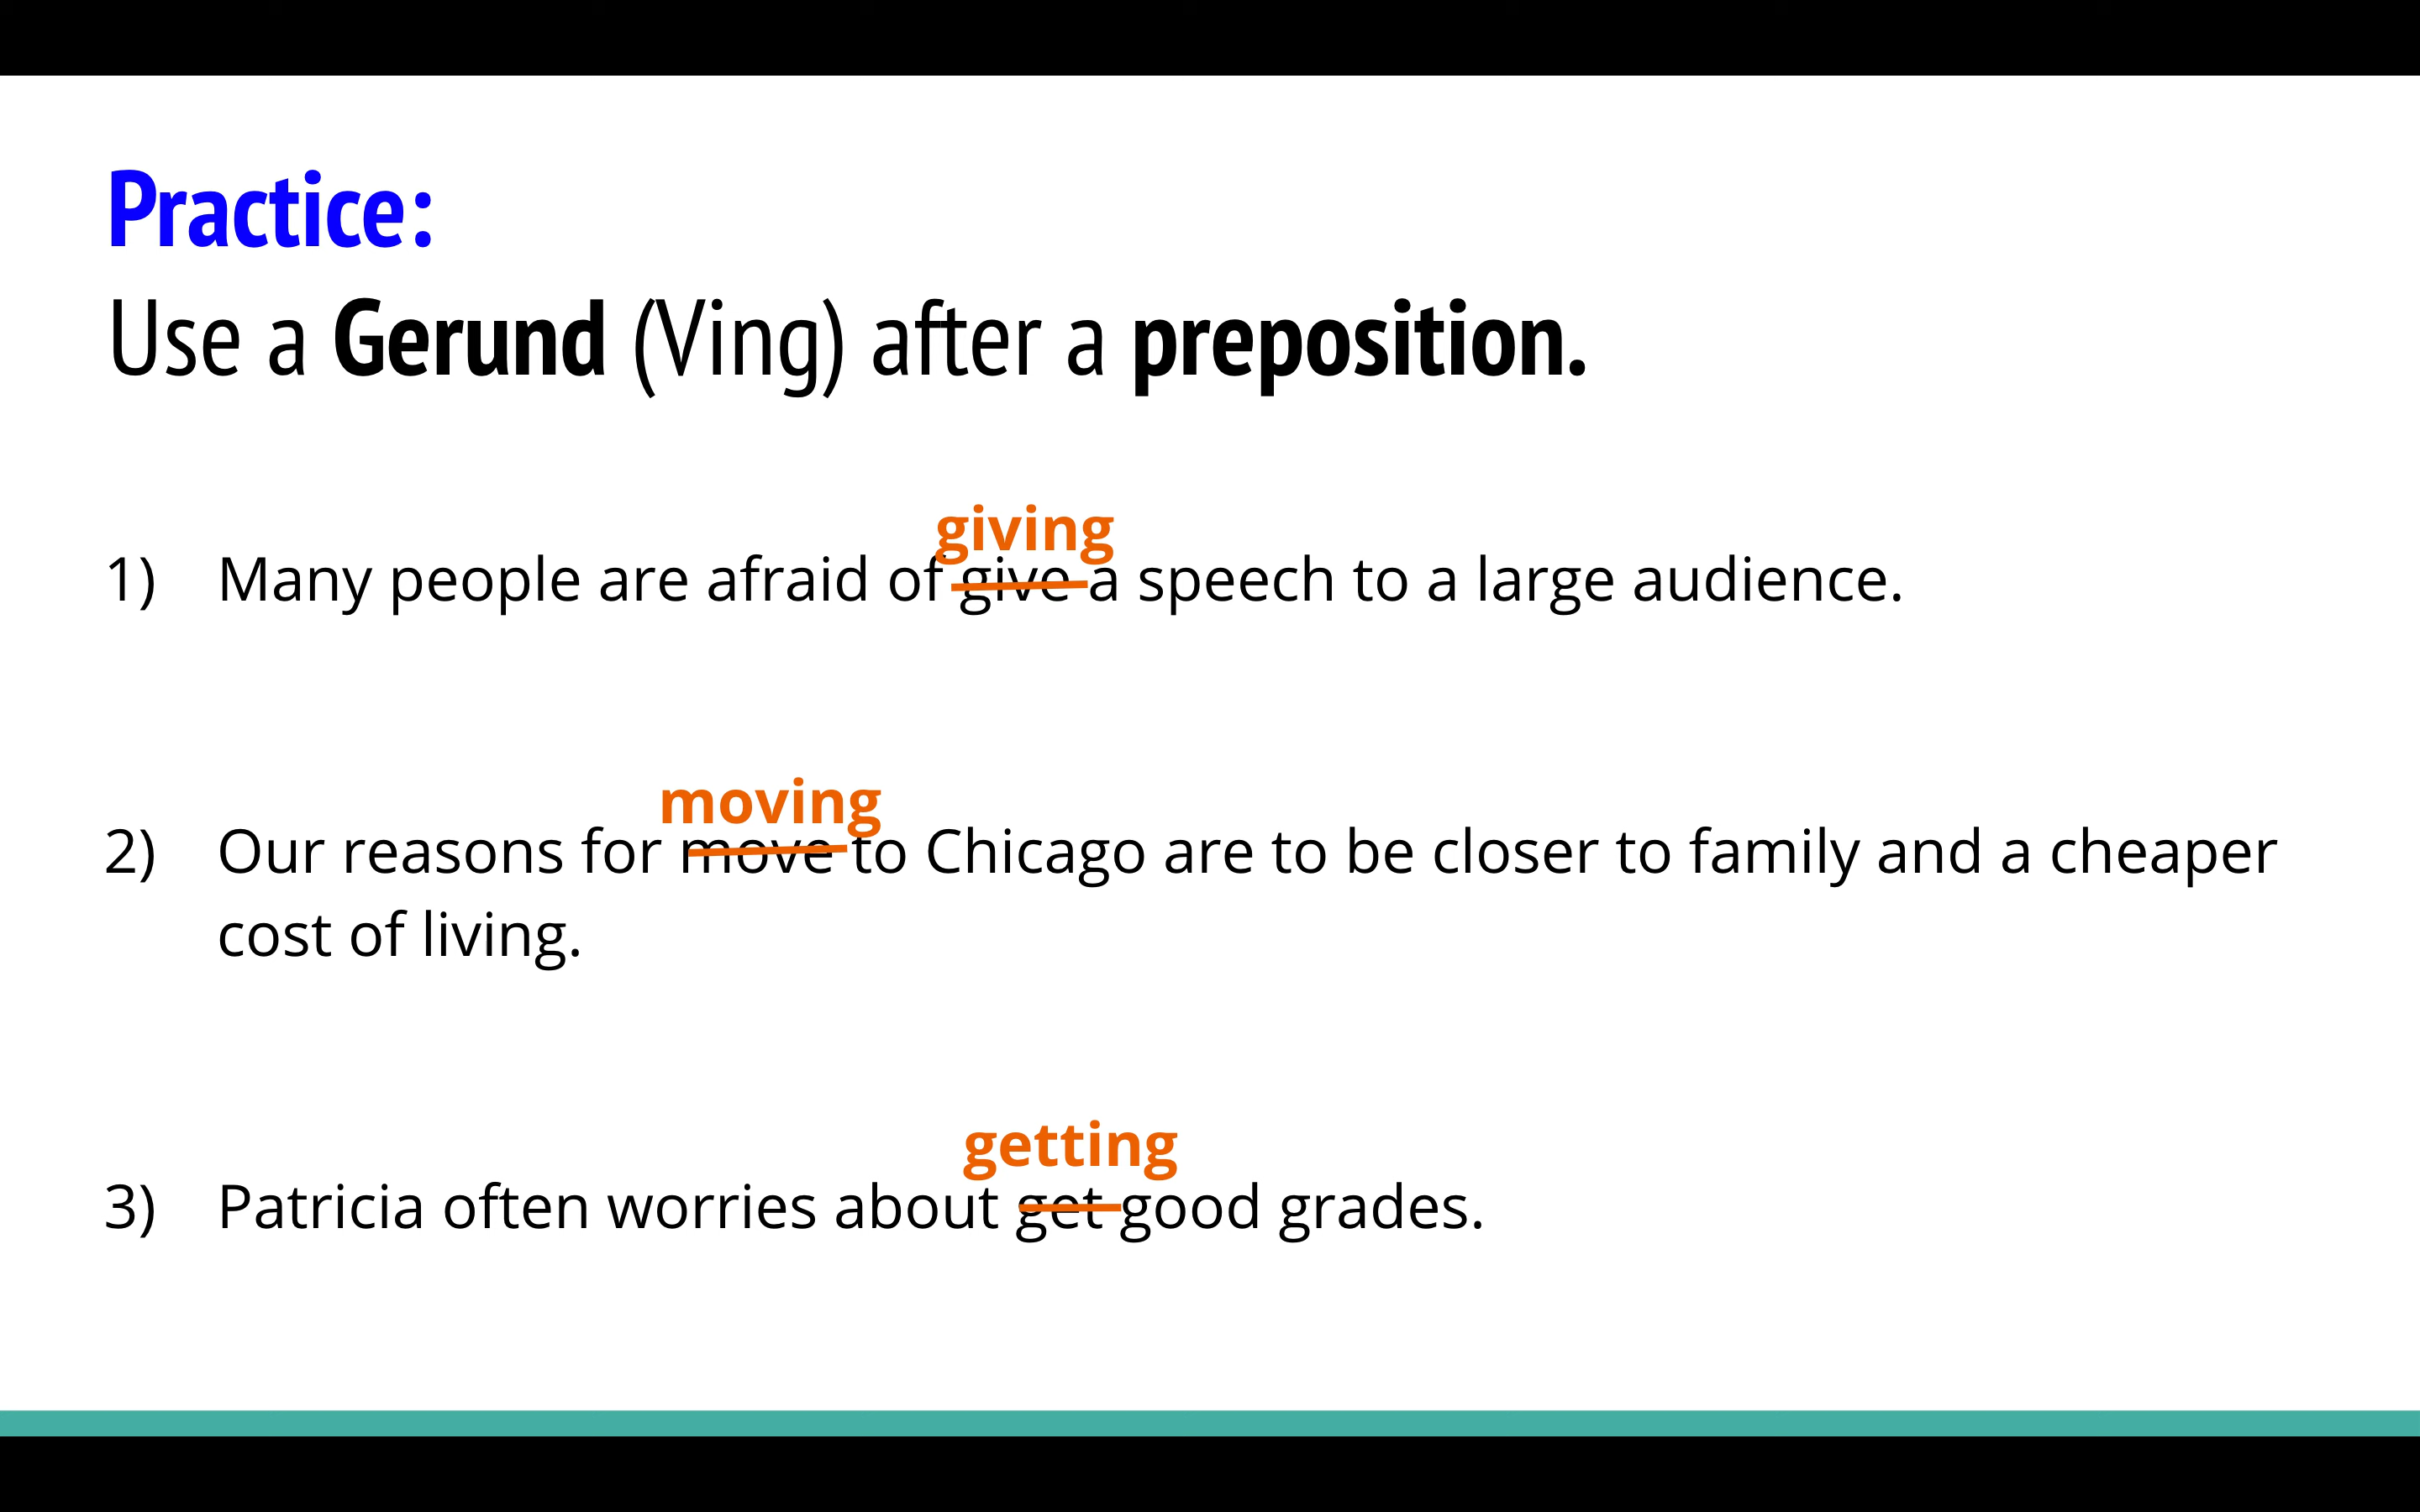 Practice:
Use a Gerund (Ving) after a preposition.
giving
1) Many people are afraid of give a speech to a large audience.
moving
2) Our reasons for move to Chicago are to be closer to family and a cheaper
cost of living.
getting
3) Patricia often worries about get good grades.